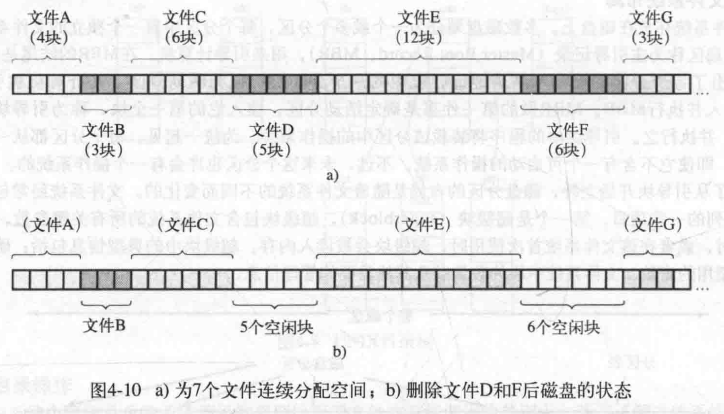 文件A 文件C 文件E 文件G
(4块) (6块) (12块) (3块)
文件B 文件D 文件F
(3块) (5块) (6块)
a)
(文件A) (文件C) (文件E) (文件G)
文件B 5个空闲块 6个空闲块
b)
图4-10 a) 为7个文件连续分配空间；b) 删除文件D和F后磁盘的状态